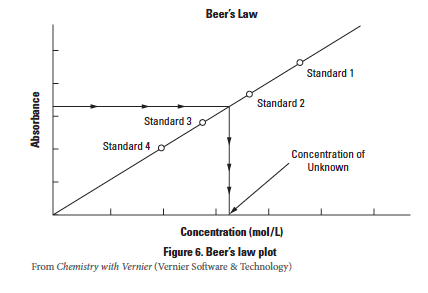 Beer's Law
Absorbance
Standard 1
Standard 2
Standard 3
Standard 4
Concentration of
Unknown
Concentration (mol/L)
Figure 6. Beer's law plot
From Chemistry with Vernier (Vernier Software & Technology)